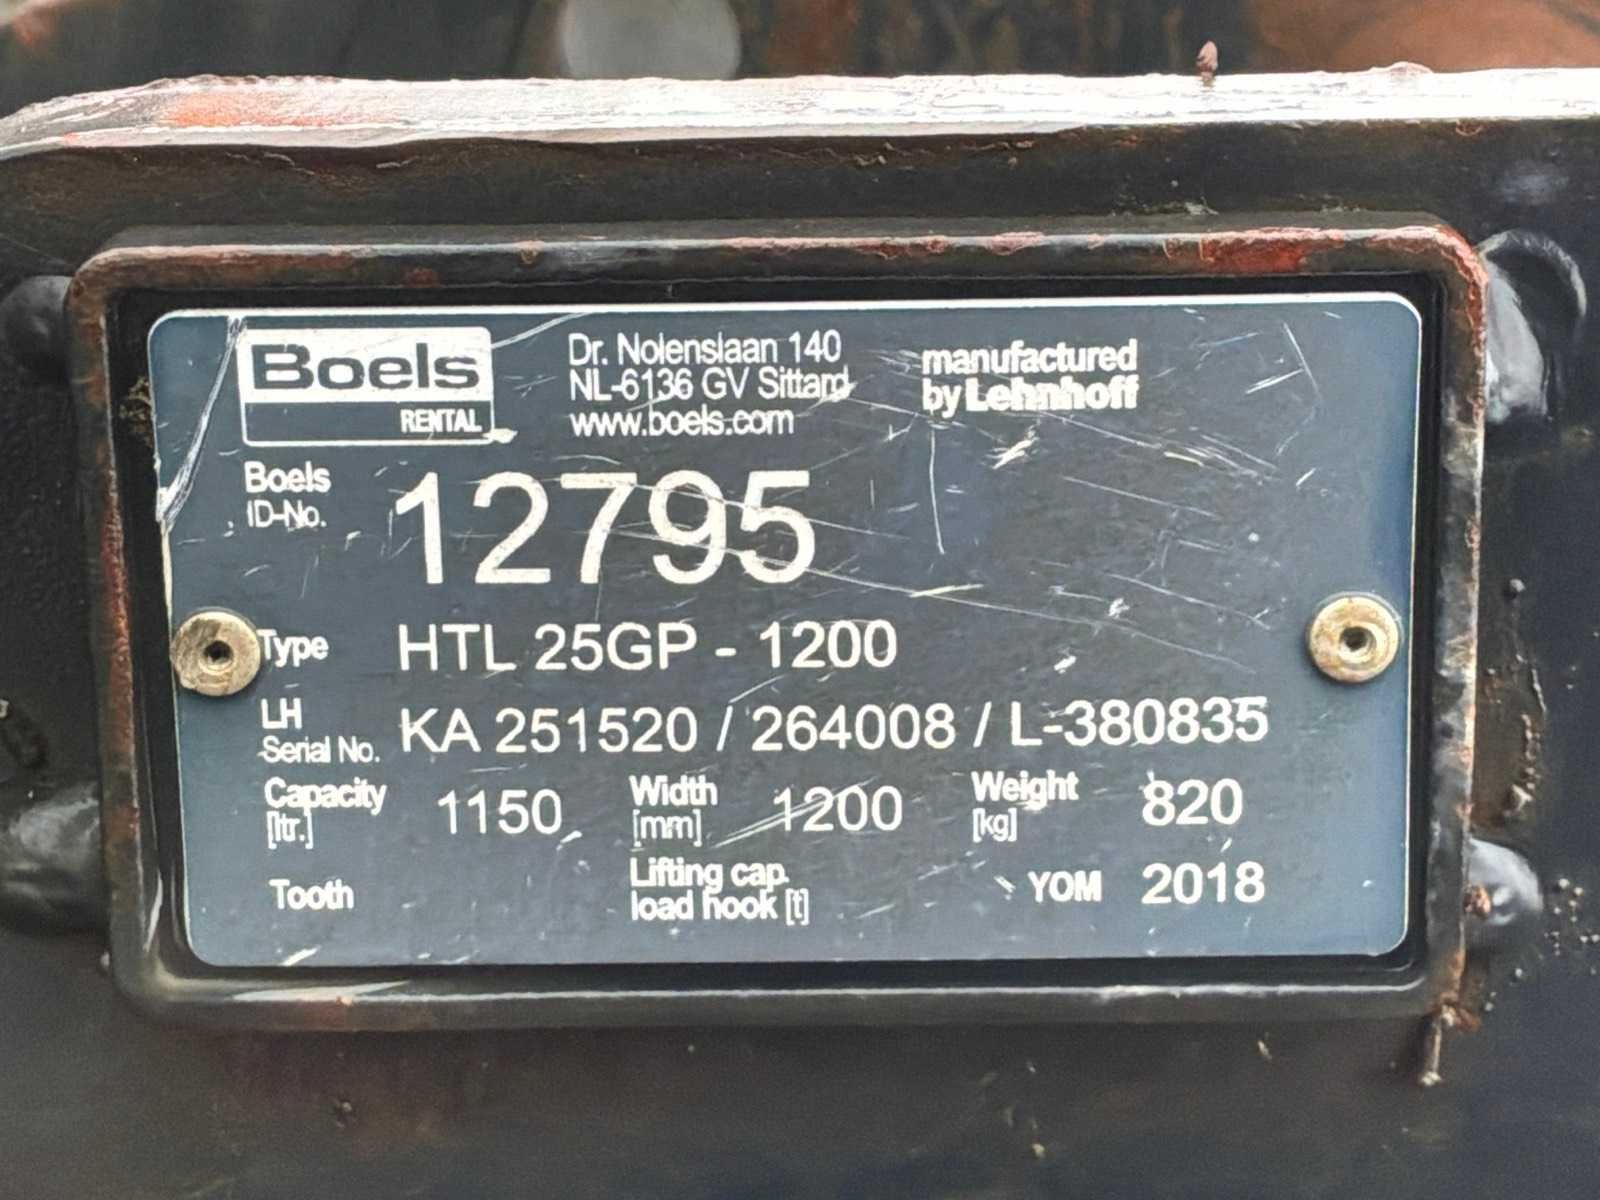 Boels
RENTAL
Dr. Nolenslaan 140
NL-6136 GV Sittard
www.boels.com
manufactured
by Lehnhoff
Boels
ID-No. 12795
Type HTL 25GP - 1200
LH
Serial No. KA 251520 / 264008 / L-380835
Capacity
[ltr.] 1150 Width
[mm] 1200 Weight
[kg] 820
Tooth
Lifting cap.
load hook [t]
YOM 2018